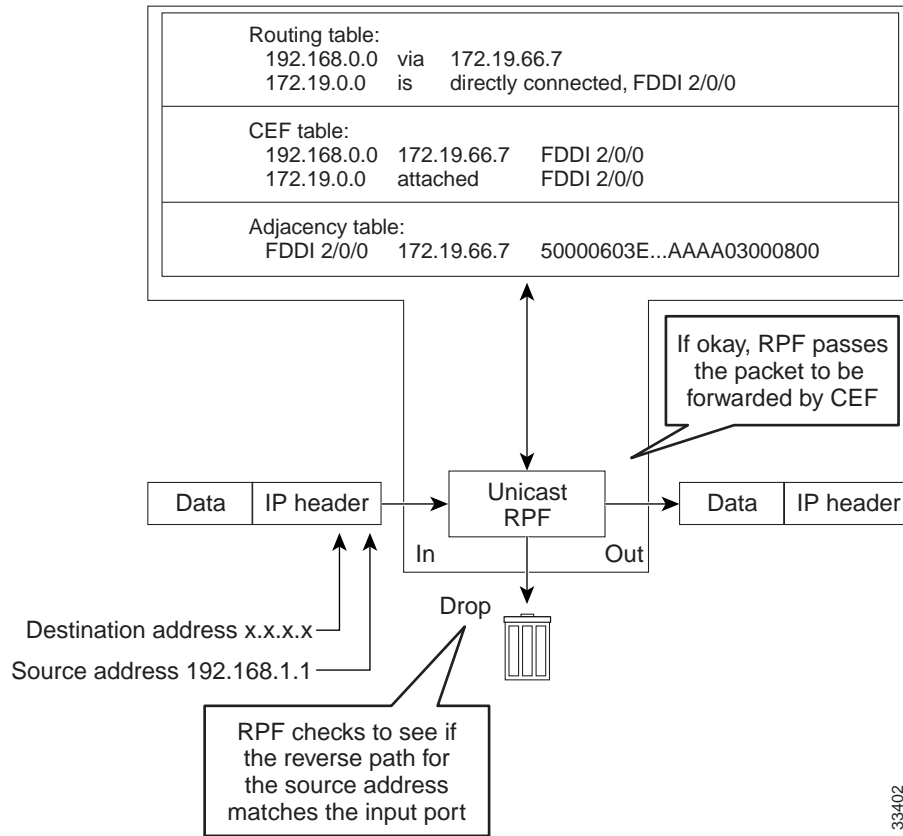 Routing table:
192.168.0.0 via 172.19.66.7
172.19.0.0 is directly connected, FDDI 2/0/0
CEF table:
192.168.0.0 172.19.66.7 FDDI 2/0/0
172.19.0.0 attached FDDI 2/0/0
Adjacency table:
FDDI 2/0/0 172.19.66.7 50000603E...AAAA03000800
If okay, RPF passes
the packet to be
forwarded by CEF
Data IP header
Unicast
RPF
Data IP header
In Out
Drop
Destination address x.x.x.x
Source address 192.168.1.1
RPF checks to see if
the reverse path for
the source address
matches the input port
33402